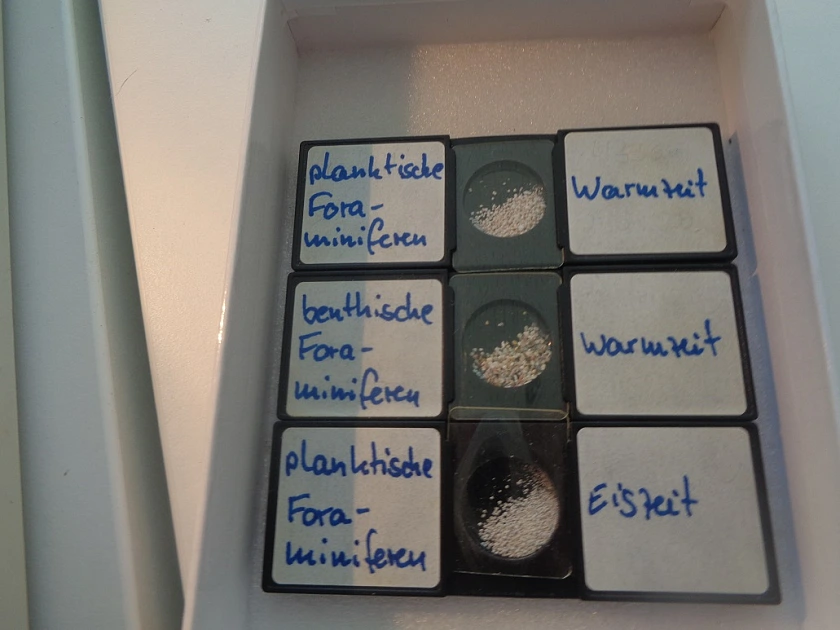 planktische
Fora-
miniferen
Warmzeit
benthische
Fora-
miniferen
Warmzeit
planktische
Fora-
miniferen
Eiszeit